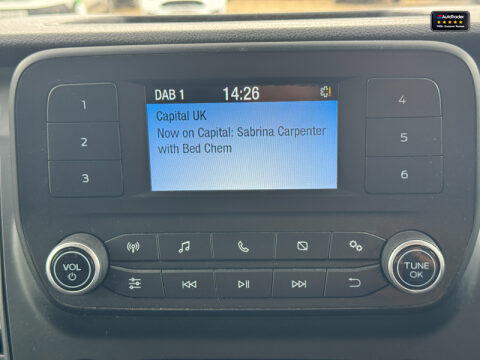 AutoTrader
DAB 1 14:26
Capital UK
Now on Capital: Sabrina Carpenter
with Bed Chem
1
2
3
4
5
6
VOL
TUNE
OK